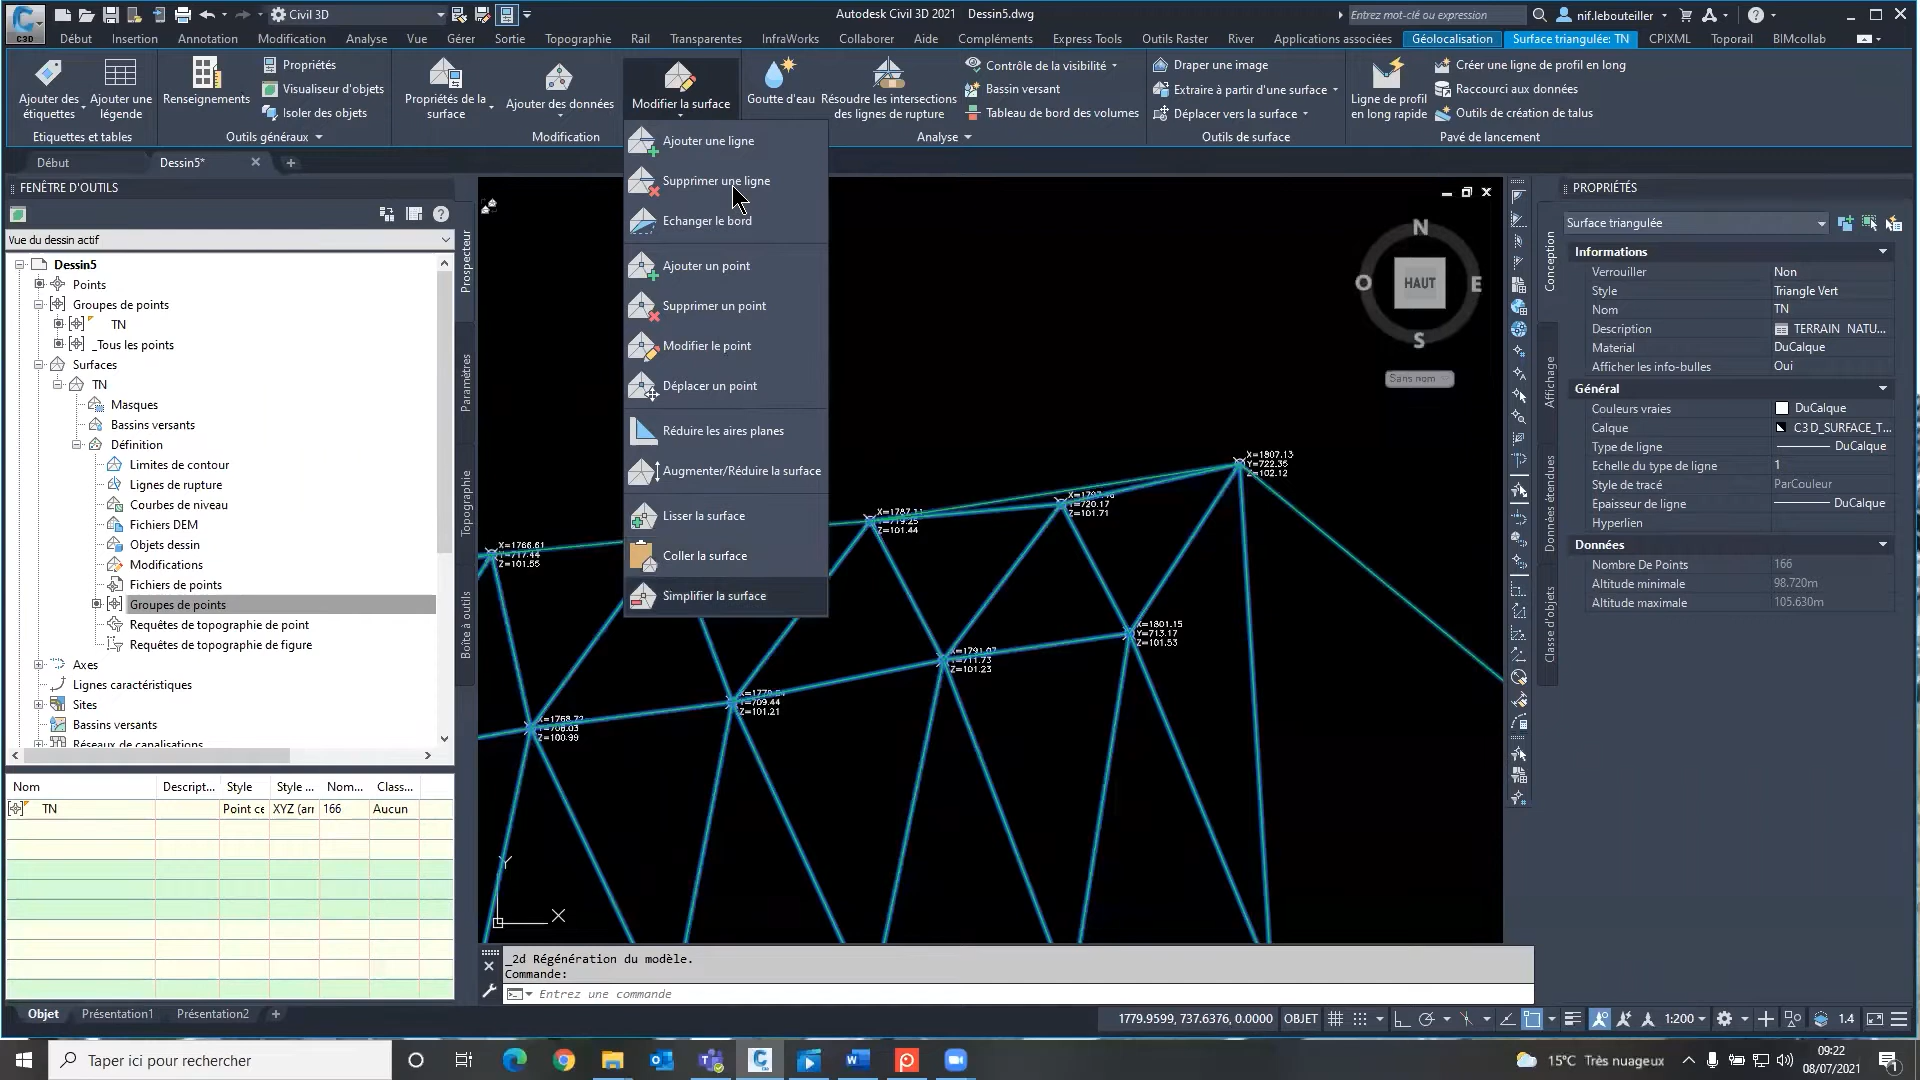 C3D
Civil 3D
Autodesk Civil 3D 2021 Dessin5.dwg
Entrez mot-clé ou expression
nif.lebouteiller
Début Insertion Annotation Modification Analyse Vue Gérer Sortie Topographie Rail Transparentes InfraWorks Collaborer Aide Compléments Express Tools Outils Raster River Applications associées Géolocalisation Surface triangulée: TN CPIXML Toporail BIMcollab
Ajouter des étiquettes
Ajouter une légende
Etiquettes et tables
Renseignements
Propriétés
Visualiseur d'objets
Isoler des objets
Outils généraux
Propriétés de la surface
Ajouter des données
Modifier la surface
Modification
Goutte d'eau
Résoudre les intersections des lignes de rupture
Contrôle de la visibilité
Bassin versant
Tableau de bord des volumes
Analyse
Draper une image
Extraire à partir d'une surface
Déplacer vers la surface
Outils de surface
Ligne de profil en long rapide
Créer une ligne de profil en long
Raccourci aux données
Outils de création de talus
Pavé de lancement
Début
Dessin5*
FENÊTRE D'OUTILS
Vue du dessin actif
Dessin5
Points
Groupes de points
TN
_Tous les points
Surfaces
TN
Masques
Bassins versants
Définition
Limites de contour
Lignes de rupture
Courbes de niveau
Fichiers DEM
Objets dessin
Modifications
Fichiers de points
Groupes de points
Requêtes de topographie de point
Requêtes de topographie de figure
Axes
Lignes caractéristiques
Sites
Bassins versants
Réseaux de canalisations
Prospecteur
Paramètres
Topographie
Boîte à outils
Nom Descript... Style Style ... Nom... Class...
TN Point ce XYZ (arr 166 Aucun
Ajouter une ligne
Supprimer une ligne
Echanger le bord
Ajouter un point
Supprimer un point
Modifier le point
Déplacer un point
Réduire les aires planes
Augmenter/Réduire la surface
Lisser la surface
Coller la surface
Simplifier la surface
N
O
HAUT
E
S
Sans nom
X=1807.13
Y=722.35
Z=102.12
Y=720.17
Z=101.71
Z=101.44
X=1766.61
Y=717.44
Z=101.55
X=1801.15
Y=713.17
Z=101.53
Z=101.23
Y=709.44
Z=101.21
Z=100.99
Y
X
_2d Régénération du modèle.
Commande:
Entrez une commande
PROPRIÉTÉS
Surface triangulée
Conception
Affichage
Données étendues
Classe d'objets
Informations
Verrouiller Non
Style Triangle Vert
Nom TN
Description TERRAIN NATU...
Material DuCalque
Afficher les info-bulles Oui
Général
Couleurs vraies DuCalque
Calque C3D_SURFACE_T...
Type de ligne DuCalque
Echelle du type de ligne 1
Style de tracé ParCouleur
Epaisseur de ligne DuCalque
Hyperlien
Données
Nombre De Points 166
Altitude minimale 98.720m
Altitude maximale 105.630m
Objet Présentation1 Présentation2
1779.9599, 737.6376, 0.0000 OBJET 1:200 1.4
Taper ici pour rechercher
15°C Très nuageux
09:22
08/07/2021
1